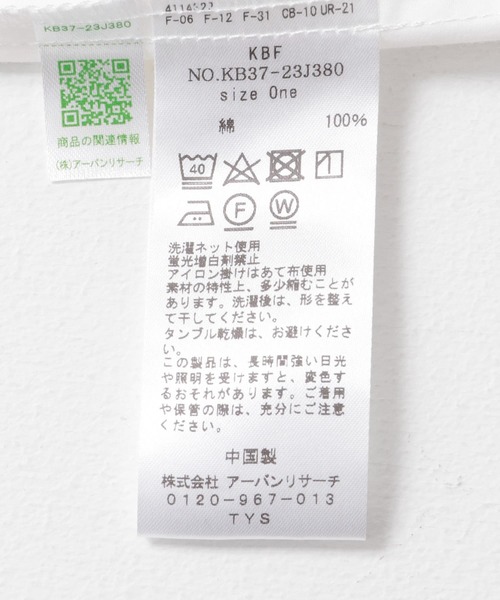 F-06 F-12 F-31 CB-10 UR-21
KB37-23J380
商品の関連情報
(株)アーバンリサーチ
KBF
NO.KB37-23J380
size One
綿 100%
40
F W
洗濯ネット使用
蛍光増白剤禁止
アイロン掛けはあて布使用
素材の特性上、多少縮むことが
あります。洗濯後は、形を整え
て干してください。
タンブル乾燥は、お避けくださ
い。
この製品は、長時間強い日光
や照明を受けますと、変色す
るおそれがあります。ご着用
や保管の際は、充分にご注意
ください。
中国製
株式会社 アーバンリサーチ
0120-967-013
TYS